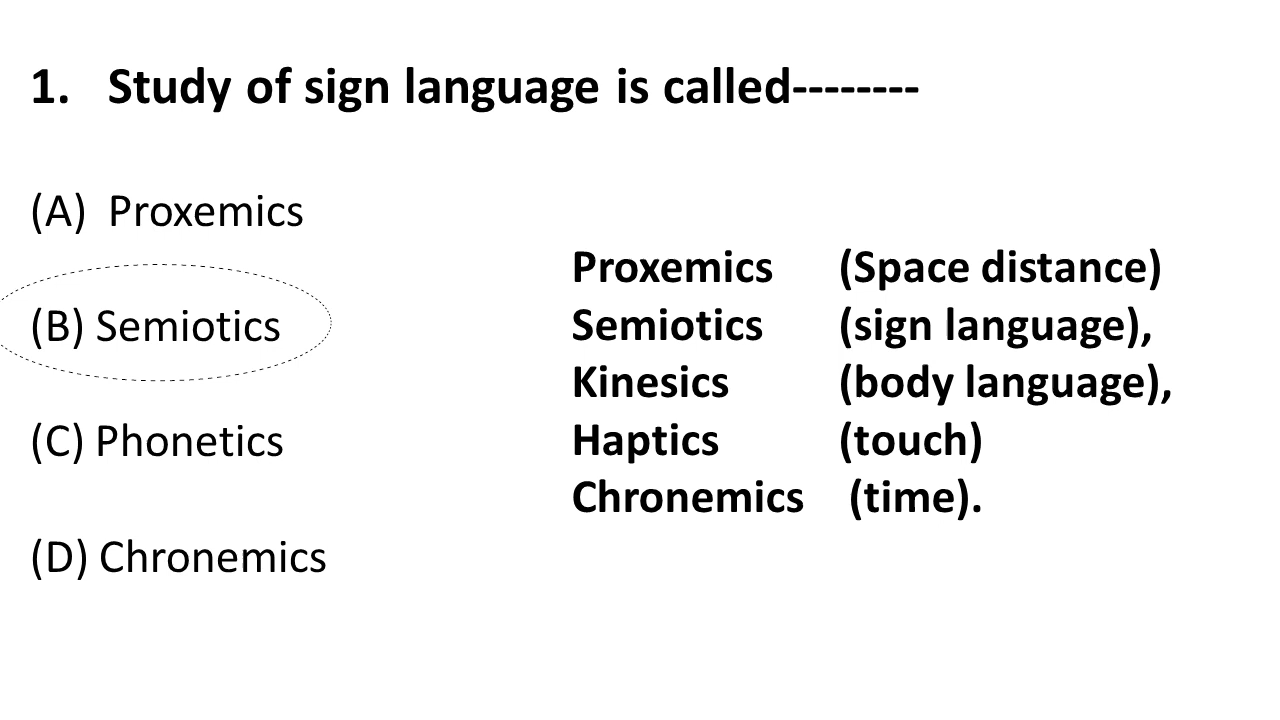 1. Study of sign language is called--------
(A) Proxemics
(B) Semiotics
(C) Phonetics
(D) Chronemics
Proxemics (Space distance)
Semiotics (sign language),
Kinesics (body language),
Haptics (touch)
Chronemics (time).